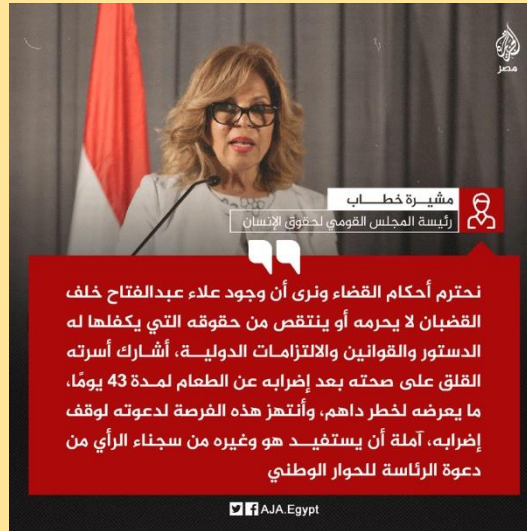 مصر
مشيرة خطاب
رئيسة المجلس القومي لحقوق الإنسان
نحترم أحكام القضاء ونرى أن وجود علاء عبدالفتاح خلف
القضبان لا يحرمه أو ينتقص من حقوقه التي يكفلها له
الدستور والقوانين والالتزامات الدولية، أشارك أسرته
القلق على صحته بعد إضرابه عن الطعام لمدة 43 يومًا،
ما يعرضه لخطر داهم، وأنتهز هذه الفرصة لدعوته لوقف
إضرابه، آملة أن يستفيد هو وغيره من سجناء الرأي من
دعوة الرئاسة للحوار الوطني
AJA.Egypt